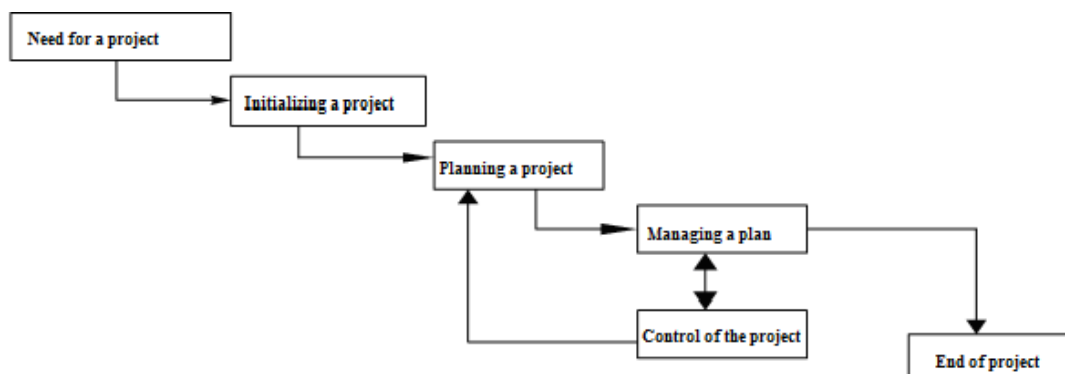 Need for a project
Initializing a project
Planning a project
Managing a plan
Control of the project
End of project